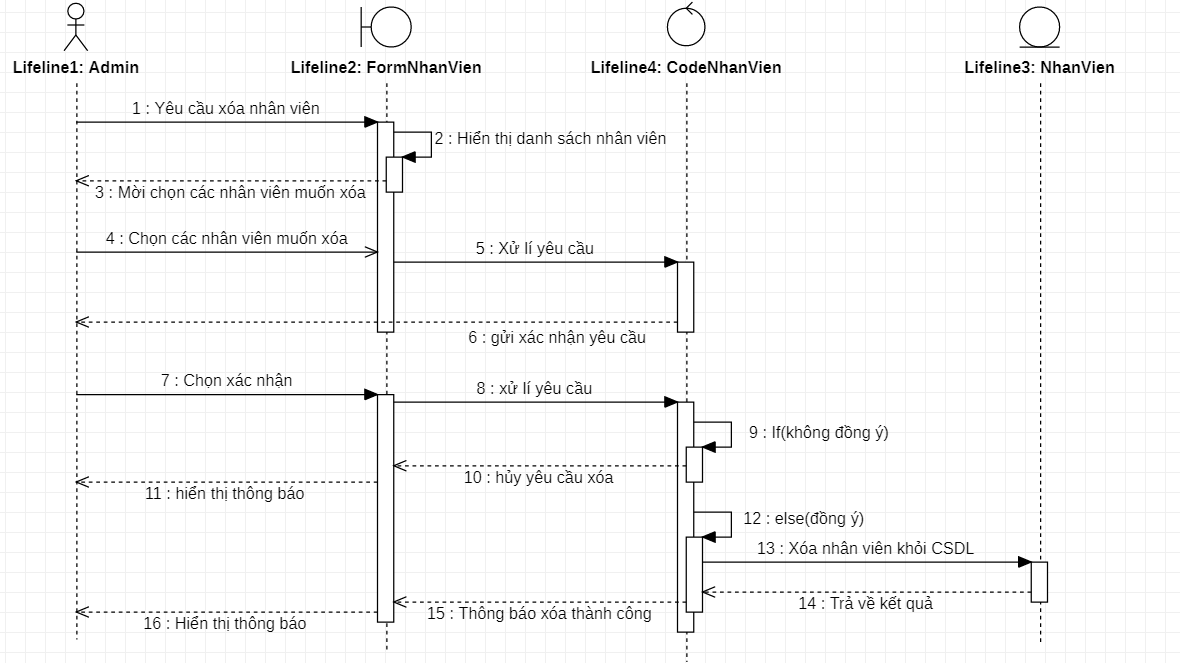 Lifeline1: Admin
Lifeline2: FormNhanVien
Lifeline4: CodeNhanVien
Lifeline3: NhanVien
1 : Yêu cầu xóa nhân viên
2 : Hiển thị danh sách nhân viên
3 : Mời chọn các nhân viên muốn xóa
4 : Chọn các nhân viên muốn xóa
5 : Xử lí yêu cầu
6 : gửi xác nhận yêu cầu
7 : Chọn xác nhận
8 : xử lí yêu cầu
9 : If(không đồng ý)
10 : hủy yêu cầu xóa
11 : hiển thị thông báo
12 : else(đồng ý)
13 : Xóa nhân viên khỏi CSDL
14 : Trả về kết quả
15 : Thông báo xóa thành công
16 : Hiển thị thông báo